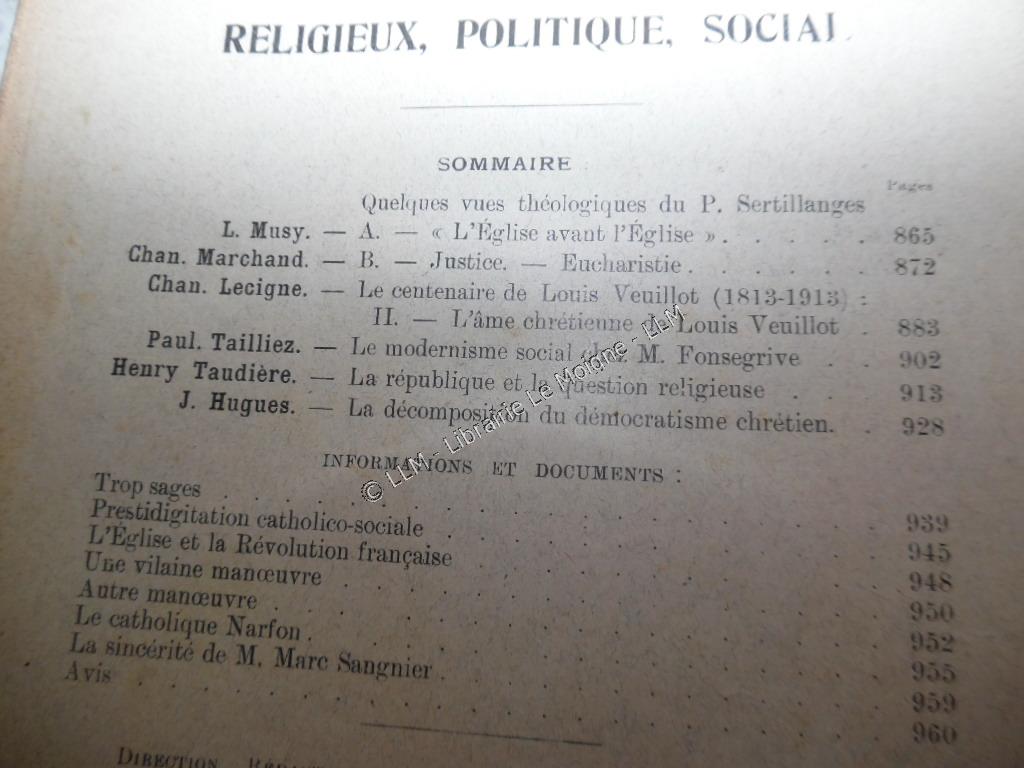 RELIGIEUX, POLITIQUE, SOCIAL
SOMMAIRE
Pages
Quelques vues théologiques du P. Sertillanges
L. Musy. — A. — « L'Église avant l'Église ». . . . . . 865
Chan. Marchand. — B. — Justice. — Eucharistie . . . . . . 872
Chan. Lecigne. — Le centenaire de Louis Veuillot (1813-1913) :
II. — L'âme chrétienne de Louis Veuillot . 883
Paul. Tailliez. — Le modernisme social chez M. Fonsegrive . . 902
Henry Taudière. — La république et la question religieuse . . 913
J. Hugues. — La décomposition du démocratisme chrétien. . 928
INFORMATIONS ET DOCUMENTS :
Trop sages . . . . . . 939
Prestidigitation catholico-sociale . . . . . . 945
L'Église et la Révolution française . . . . . . 948
Une vilaine manœuvre . . . . . . 950
Autre manœuvre . . . . . . 952
Le catholique Narfon . . . . . . 955
La sincérité de M. Marc Sangnier . . . . . . 959
Avis . . . . . . 960
DIRECTION
© LLM - Librairie Le Moigne - LLM